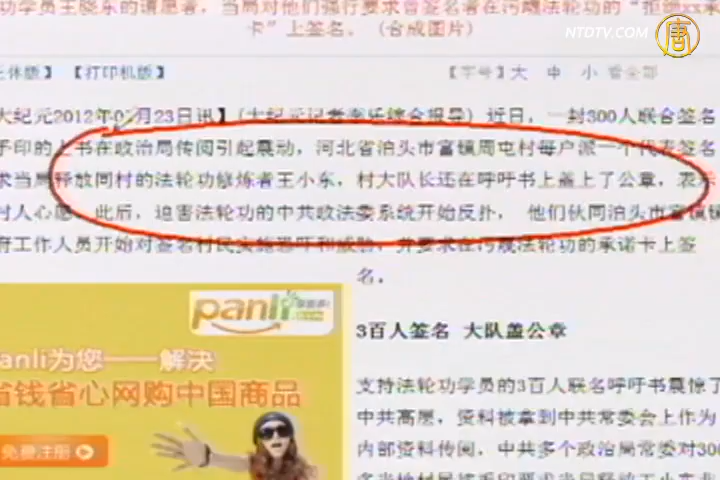 功学员王晓东的请愿者，当局对他们强行要求曾签名者在污蔑法轮功的“拒绝xx承
卡”上签名。(合成图片)
NTDTV.COM
唐
体版】 【打印机版】 【字号】大 中 小 看全部
大纪元2012年 月23日讯】(大纪元记者 综合报导) 近日，一封300人联合签名
手印的上书在政治局传阅引起震动，河北省泊头市富镇周屯村每户派一个代表签名
求当局释放同村的法轮功修炼者王小东，村大队长还在呼吁书上盖上了公章，表
村人心愿。此后，迫害法轮功的中共政法委系统开始反扑， 他们伙同泊头市富镇镇
府工作人员开始对签名村民实施 和威胁，并要求在污蔑法轮功的承诺卡上签
名。
panli
panli为您——解决
省钱省心网购中国商品
免费注册
3百人签名 大队盖公章
支持法轮功学员的3百人联名呼吁书震惊了
中共高层，资料被拿到中共常委会上作为
内部资料传阅，中共多个政治局常委对300